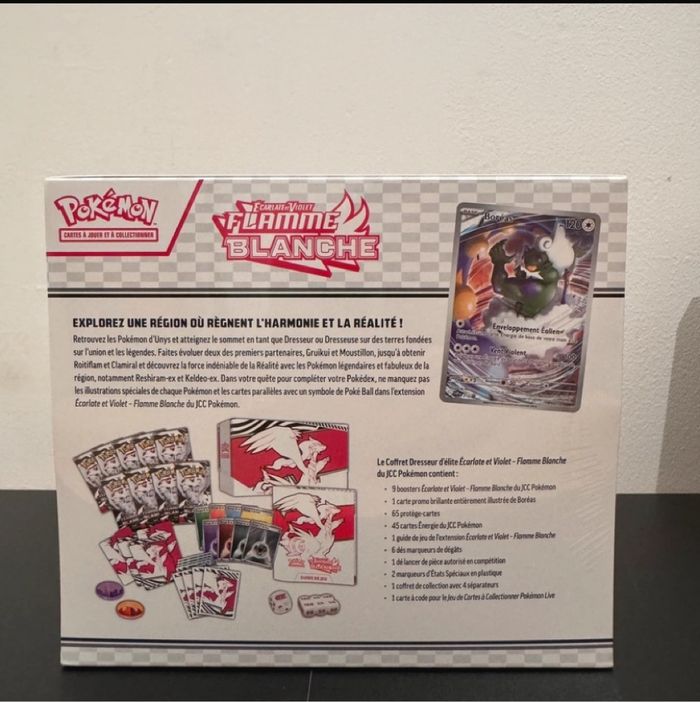 POKéMON
CARTES À JOUER ET À COLLECTIONNER
ÉCARLATE ET VIOLET
FLAMME
BLANCHE
Boréas
120
Enveloppement Éolien
Vent Violent
EXPLOREZ UNE RÉGION OÙ RÈGNENT L'HARMONIE ET LA RÉALITÉ !
Retrouvez les Pokémon d'Unys et atteignez le sommet en tant que Dresseur ou Dresseuse sur des terres fondées
sur l'union et les légendes. Faites évoluer deux des premiers partenaires, Gruikui et Moustillon, jusqu'à obtenir
Roitiflam et Clamiral et découvrez la force indéniable de la Réalité avec les Pokémon légendaires et fabuleux de la
région, notamment Reshiram-ex et Keldeo-ex. Dans votre quête pour compléter votre Pokédex, ne manquez pas
les illustrations spéciales de chaque Pokémon et les cartes parallèles avec un symbole de Poké Ball dans l'extension
Écarlate et Violet - Flamme Blanche du JCC Pokémon.
Le Coffret Dresseur d'élite Écarlate et Violet - Flamme Blanche
du JCC Pokémon contient :
• 9 boosters Écarlate et Violet - Flamme Blanche du JCC Pokémon
• 1 carte promo brillante entièrement illustrée de Boréas
• 65 protège-cartes
• 45 cartes Énergie du JCC Pokémon
• 1 guide de jeu de l'extension Écarlate et Violet - Flamme Blanche
• 6 dés marqueurs de dégâts
• 1 dé lanceur de pièce autorisé en compétition
• 2 marqueurs d'États Spéciaux en plastique
• 1 coffret de collection avec 4 séparateurs
• 1 carte à code pour le Jeu de Cartes à Collectionner Pokémon Live